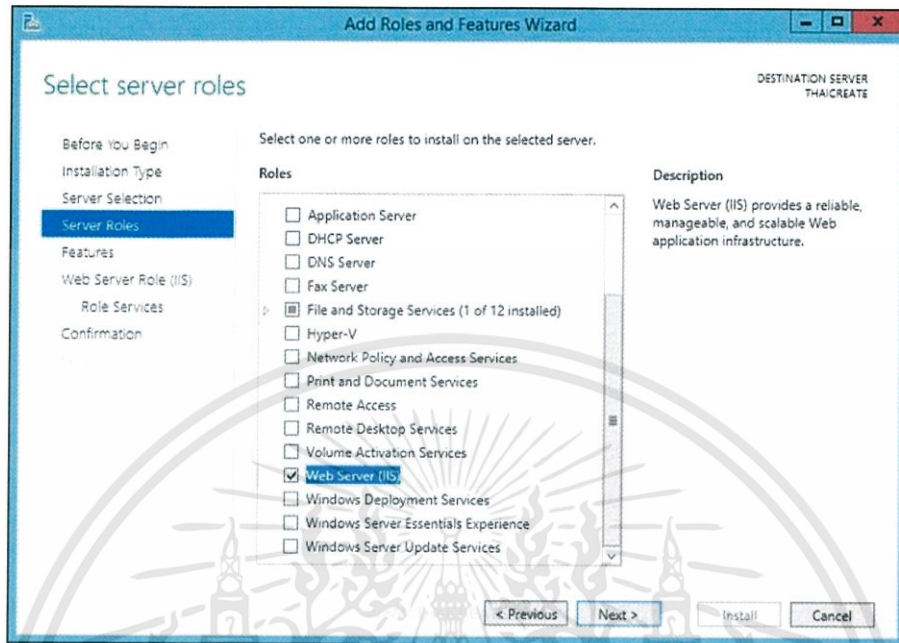 Add Roles and Features Wizard
Select server roles
DESTINATION SERVER
THAICREATE
Before You Begin
Installation Type
Server Selection
Server Roles
Features
Web Server Role (IIS)
Role Services
Confirmation
Select one or more roles to install on the selected server.
Roles
Application Server
DHCP Server
DNS Server
Fax Server
File and Storage Services (1 of 12 installed)
Hyper-V
Network Policy and Access Services
Print and Document Services
Remote Access
Remote Desktop Services
Volume Activation Services
Web Server (IIS)
Windows Deployment Services
Windows Server Essentials Experience
Windows Server Update Services
Description
Web Server (IIS) provides a reliable,
manageable, and scalable Web
application infrastructure.
< Previous
Next >
Install
Cancel